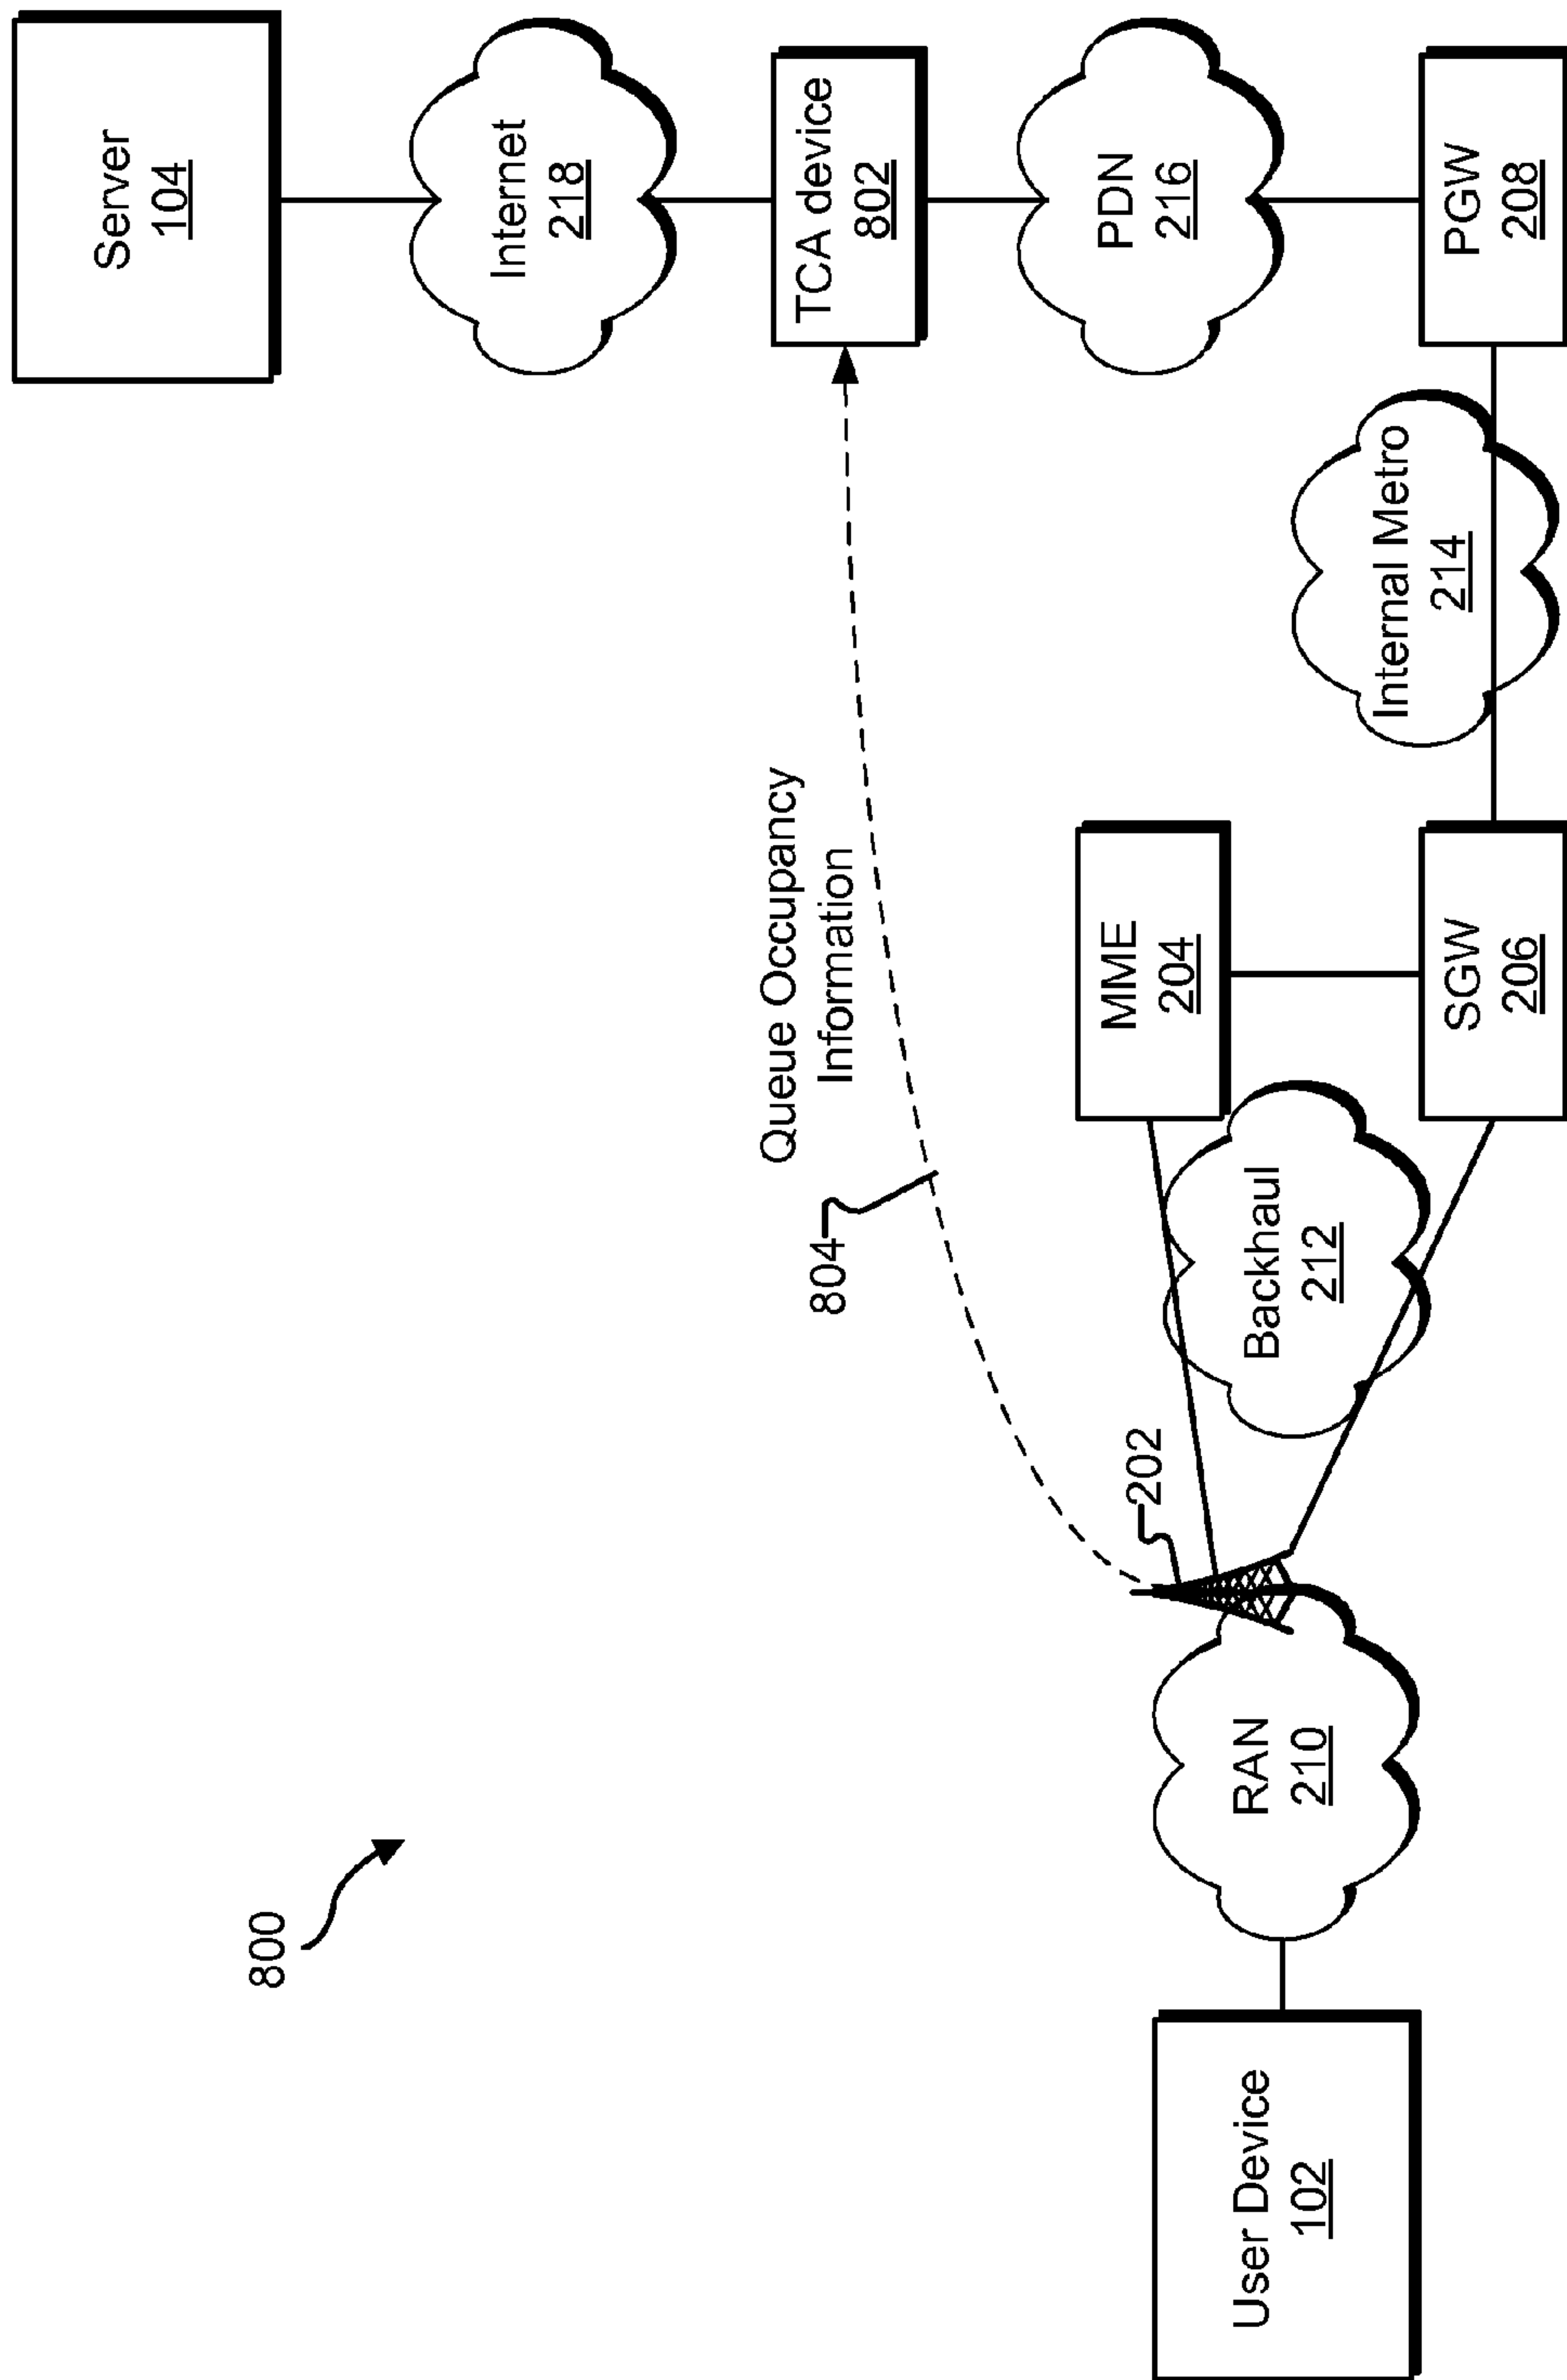 800
Server
104
Internet
218
TCA device
802
Queue Occupancy
Information
804
PDN
216
202
MME
204
User Device
102
RAN
210
Backhaul
212
Internal Metro
214
SGW
206
PGW
208